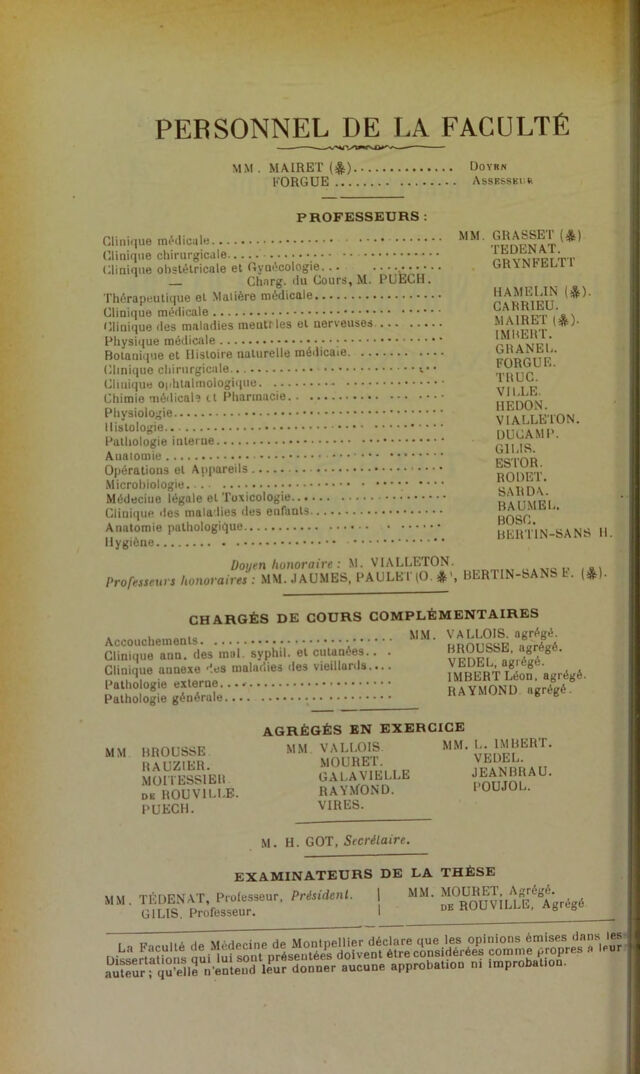 PERSONNEL DE LA FACULTÉ
MM. MAIRET (✤) .............. DOYEN
FORGUE .............. ASSESSEUR
PROFESSEURS :
Clinique médicale .............. MM. GRASSET (✤)
Clinique chirurgicale .............. TEDENAT.
Clinique obstétricale et Gynécologie .............. GRYNFELTT
— Charg. du Cours, M. PUECH.
Thérapeutique et Matière médicale .............. HAMELIN (✤).
Clinique médicale .............. CARRIEU.
Clinique des maladies mentales et nerveuses .............. MAIRET (✤).
Physique médicale .............. IMBERT.
Botanique et Histoire naturelle médicale .............. GRANEL.
Clinique chirurgicale .............. FORGUE.
Clinique ophtalmologique .............. TRUC.
Chimie médicale et Pharmacie .............. VILLE.
Physiologie .............. HEDON.
Histologie .............. VIALLETON.
Pathologie interne .............. DUCAMP.
Anatomie .............. GILIS.
Opérations et Appareils .............. ESTOR.
Microbiologie .............. RODET.
Médecine légale et Toxicologie .............. SARDA.
Clinique des maladies des enfants .............. BAUMEL.
Anatomie pathologique .............. BOSC.
Hygiène .............. BERTIN-SANS H.
Doyen honoraire : M. VIALLETON.
Professeurs honoraires : MM. JAUMES, PAULET (O. ✤), BERTIN-SANS E. (✤).
CHARGÉS DE COURS COMPLÉMENTAIRES
Accouchements .............. MM. VALLOIS. agrégé.
Clinique ann. des mal. syphil. et cutanées .............. BROUSSE, agrégé.
Clinique annexe des maladies des vieillards .............. VEDEL, agrégé.
Pathologie externe .............. IMBERT Léon, agrégé.
Pathologie générale .............. RAYMOND agrégé.
AGRÉGÉS EN EXERCICE
MM BROUSSE MM. VALLOIS MM. L. IMBERT.
RAUZIER. MOURET. VEDEL.
MOITESSIER GALAVIELLE JEANBRAU.
DE ROUVILLE. RAYMOND. POUJOL.
PUECH. VIRES.
M. H. GOT, Secrétaire.
EXAMINATEURS DE LA THÈSE
MM. TÉDENAT, Professeur, Président. | MM. MOURET, Agrégé.
GILIS, Professeur. | DE ROUVILLE, Agrégé
La Faculté de Médecine de Montpellier déclare que les opinions émises dans les
Dissertations qui lui sont présentées doivent être considérées comme propres à leur
auteur ; qu'elle n'entend leur donner aucune approbation ni improbation.